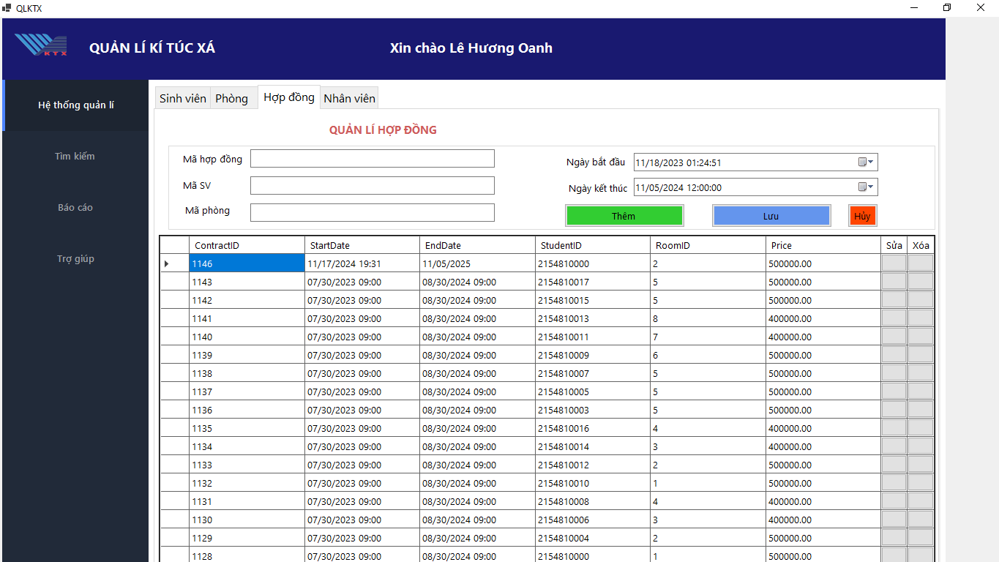 QLKTX
KTX
QUẢN LÍ KÍ TÚC XÁ
Xin chào Lê Hương Oanh
Hệ thống quản lí
Tìm kiếm
Báo cáo
Trợ giúp
Sinh viên Phòng Hợp đồng Nhân viên
QUẢN LÍ HỢP ĐỒNG
Mã hợp đồng
Mã SV
Mã phòng
Ngày bắt đầu 11/18/2023 01:24:51
Ngày kết thúc 11/05/2024 12:00:00
Thêm Lưu Hủy
ContractID StartDate EndDate StudentID RoomID Price Sửa Xóa
1146 11/17/2024 19:31 11/05/2025 2154810000 2 500000.00
1143 07/30/2023 09:00 08/30/2024 09:00 2154810017 5 500000.00
1142 07/30/2023 09:00 08/30/2024 09:00 2154810015 5 500000.00
1141 07/30/2023 09:00 08/30/2024 09:00 2154810013 8 400000.00
1140 07/30/2023 09:00 08/30/2024 09:00 2154810011 7 400000.00
1139 07/30/2023 09:00 08/30/2024 09:00 2154810009 6 500000.00
1138 07/30/2023 09:00 08/30/2024 09:00 2154810007 5 500000.00
1137 07/30/2023 09:00 08/30/2024 09:00 2154810005 5 500000.00
1136 07/30/2023 09:00 08/30/2024 09:00 2154810003 5 500000.00
1135 07/30/2023 09:00 08/30/2024 09:00 2154810016 4 400000.00
1134 07/30/2023 09:00 08/30/2024 09:00 2154810014 3 400000.00
1133 07/30/2023 09:00 08/30/2024 09:00 2154810012 2 500000.00
1132 07/30/2023 09:00 08/30/2024 09:00 2154810010 1 500000.00
1131 07/30/2023 09:00 08/30/2024 09:00 2154810008 4 400000.00
1130 07/30/2023 09:00 08/30/2024 09:00 2154810006 3 400000.00
1129 07/30/2023 09:00 08/30/2024 09:00 2154810004 2 500000.00
1128 07/30/2023 09:00 08/30/2024 09:00 2154810000 1 500000.00